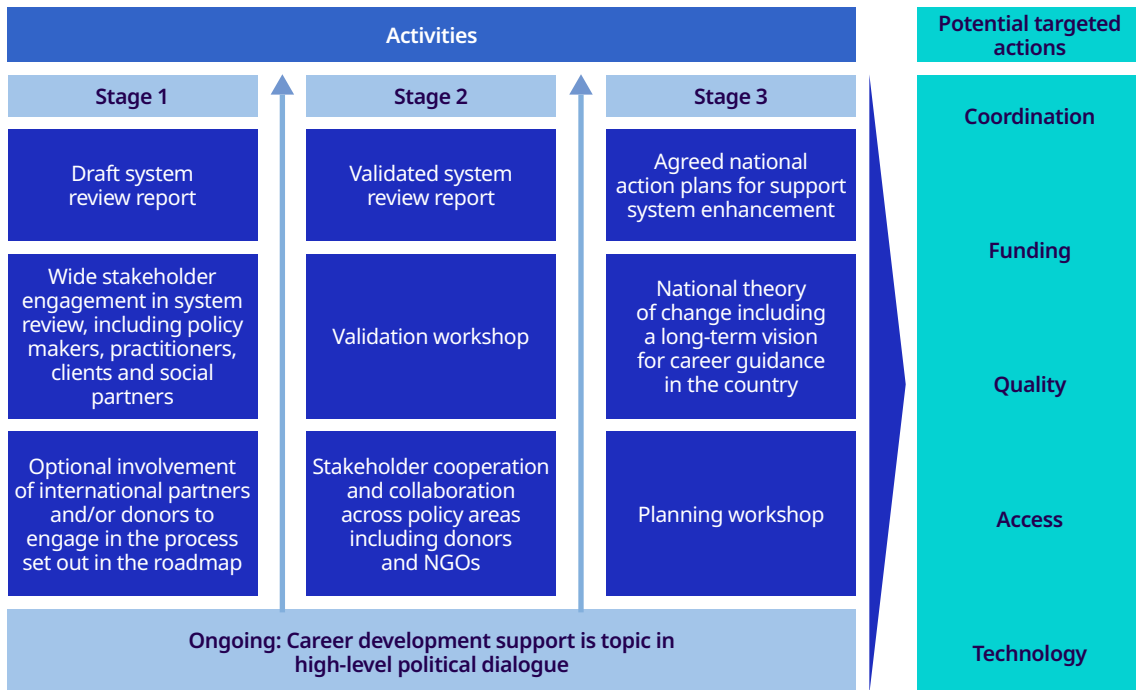 Activities
Potential targeted
actions
Stage 1
Draft system
review report
Wide stakeholder
engagement in system
review, including policy
makers, practitioners,
clients and social
partners
Optional involvement
of international partners
and/or donors to
engage in the process
set out in the roadmap
Stage 2
Validated system
review report
Validation workshop
Stakeholder cooperation
and collaboration
across policy areas
including donors
and NGOs
Stage 3
Agreed national
action plans for support
system enhancement
National theory
of change including
a long-term vision
for career guidance
in the country
Planning workshop
Ongoing: Career development support is topic in
high-level political dialogue
Coordination
Funding
Quality
Access
Technology